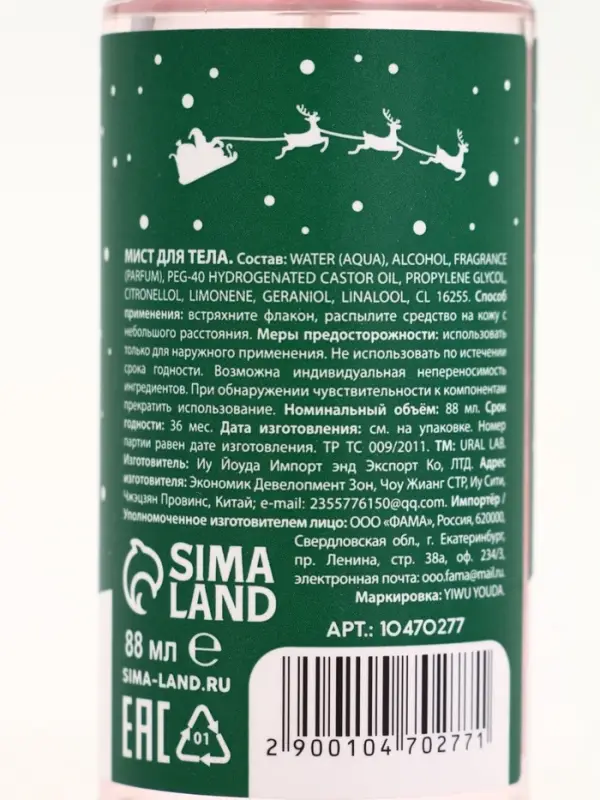 МИСТ ДЛЯ ТЕЛА. Состав: WATER (AQUA), ALCOHOL, FRAGRANCE
(PARFUM), PEG-40 HYDROGENATED CASTOR OIL, PROPYLENE GLYCOL,
CITRONELLOL, LIMONENE, GERANIOL, LINALOOL, CL 16255. Способ
применения: встряхните флакон, распылите средство на кожу с
небольшого расстояния. Меры предосторожности: использовать
только для наружного применения. Не использовать по истечении
срока годности. Возможна индивидуальная непереносимость
ингредиентов. При обнаружении чувствительности к компонентам
прекратить использование. Номинальный объём: 88 мл. Срок
годности: 36 мес. Дата изготовления: см. на упаковке. Номер
партии равен дате изготовления. ТР ТС 009/2011. ТМ: URAL LAB.
Изготовитель: Иу Йоуда Импорт энд Экспорт Ко, ЛТД. Адрес
изготовителя: Экономик Девелопмент Зон, Чоу Жианг СТР, Иу Сити,
Чжэцзян Провинс, Китай; e-mail: 2355776150@qq.com. Импортёр/
Уполномоченное изготовителем лицо: ООО «ФАМА», Россия, 620000,
Свердловская обл., г. Екатеринбург,
пр. Ленина, стр. 38а, оф. 234/3,
электронная почта: ooo.fama@mail.ru.
Маркировка: YIWU YOUDA.
SIMA
LAND
88 мл e
SIMA-LAND.RU
АРТ.: 10470277
EAC
01
2 900104 702771